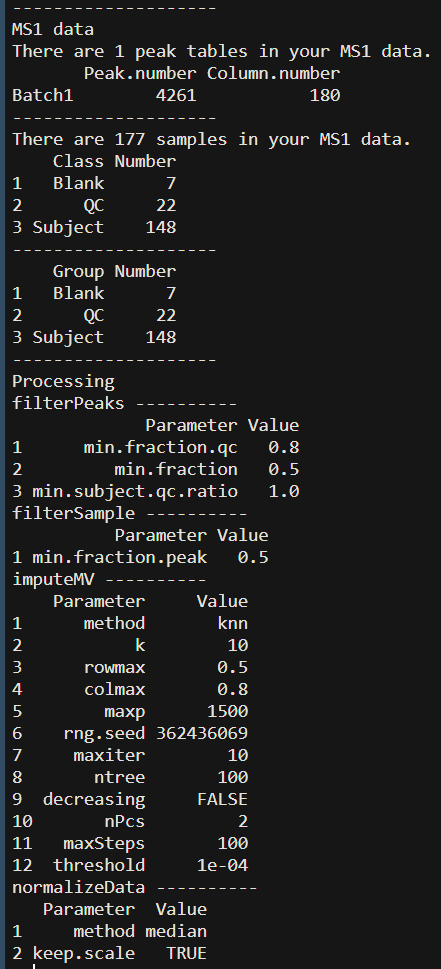 --------------------
MS1 data
There are 1 peak tables in your MS1 data.
       Peak.number Column.number
Batch1        4261           180
--------------------
There are 177 samples in your MS1 data.
    Class Number
1   Blank      7
2      QC     22
3 Subject    148
--------------------
    Group Number
1   Blank      7
2      QC     22
3 Subject    148
--------------------
Processing
filterPeaks ----------
             Parameter Value
1      min.fraction.qc   0.8
2         min.fraction   0.5
3 min.subject.qc.ratio   1.0
filterSample ----------
          Parameter Value
1 min.fraction.peak   0.5
imputeMV ----------
    Parameter     Value
1      method       knn
2           k        10
3      rowmax       0.5
4      colmax       0.8
5        maxp      1500
6    rng.seed 362436069
7     maxiter        10
8       ntree       100
9  decreasing     FALSE
10       nPcs         2
11   maxSteps       100
12  threshold     1e-04
normalizeData ----------
   Parameter  Value
1     method median
2 keep.scale   TRUE